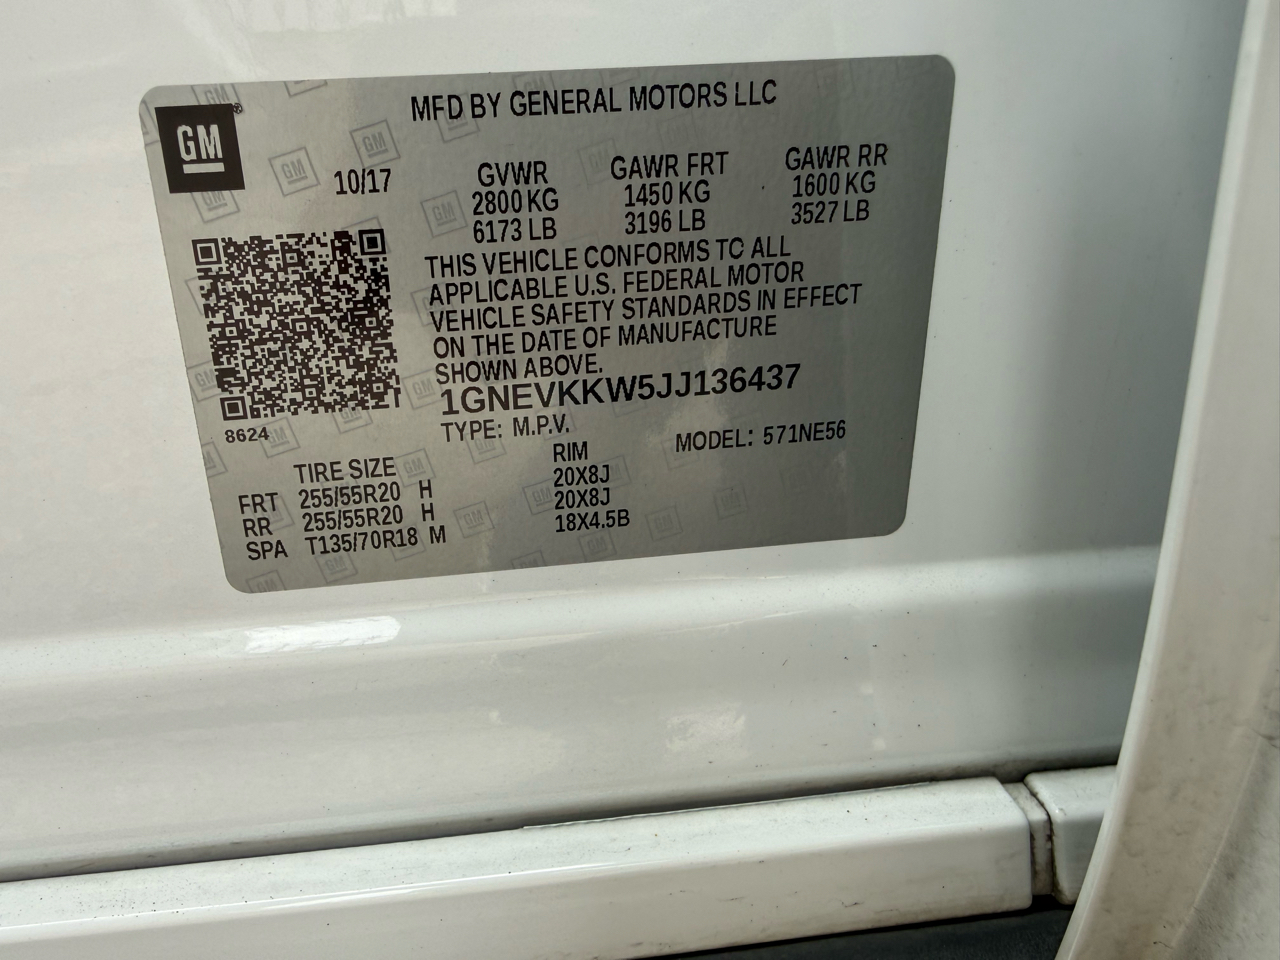 MFD BY GENERAL MOTORS LLC
GM®
10/17
GVWR GAWR FRT GAWR RR
2800 KG 1450 KG 1600 KG
6173 LB 3196 LB 3527 LB
THIS VEHICLE CONFORMS TO ALL
APPLICABLE U.S. FEDERAL MOTOR
VEHICLE SAFETY STANDARDS IN EFFECT
ON THE DATE OF MANUFACTURE
SHOWN ABOVE.
1GNEVKKW5JJ136437
8624
TYPE: M.P.V. MODEL: 571NE56
TIRE SIZE RIM
FRT 255/55R20 H 20X8J
RR 255/55R20 H 20X8J
SPA T135/70R18 M 18X4.5B